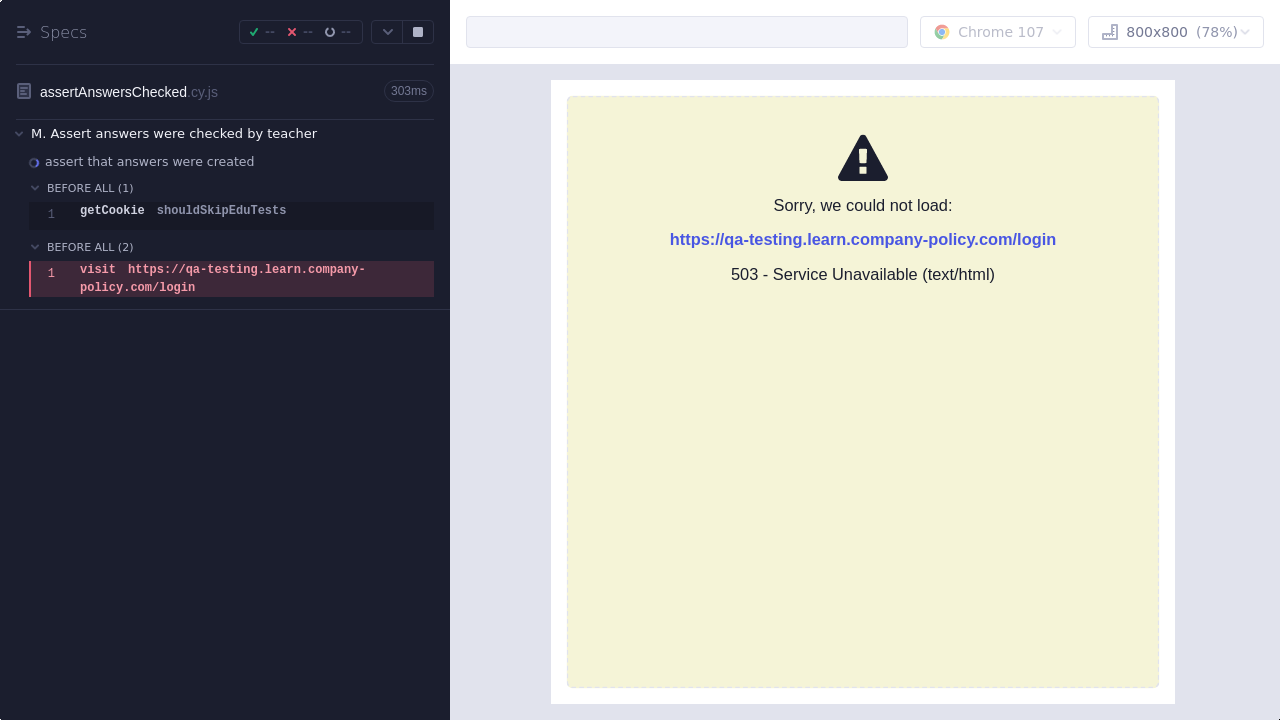 Specs
-- -- --
assertAnswersChecked.cy.js
303ms
M. Assert answers were checked by teacher
assert that answers were created
BEFORE ALL (1)
1 getCookie shouldSkipEduTests
BEFORE ALL (2)
1 visit https://qa-testing.learn.company-
policy.com/login
Chrome 107
800x800 (78%)
Sorry, we could not load:
https://qa-testing.learn.company-policy.com/login
503 - Service Unavailable (text/html)